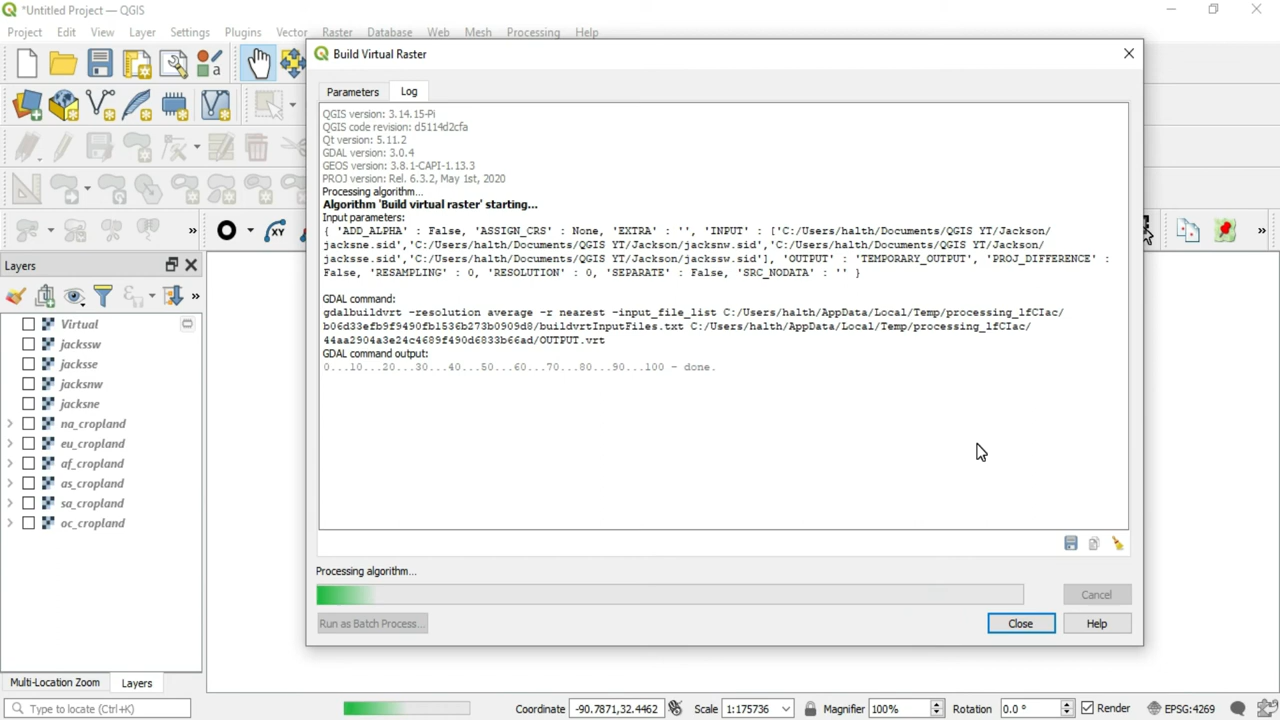 *Untitled Project — QGIS
Project Edit View Layer Settings Plugins Vector Raster Database Web Mesh Processing Help
Build Virtual Raster
Parameters Log
QGIS version: 3.14.15-Pi
QGIS code revision: d5114d2cfa
Qt version: 5.11.2
GDAL version: 3.0.4
GEOS version: 3.8.1-CAPI-1.13.3
PROJ version: Rel. 6.3.2, May 1st, 2020
Processing algorithm...
Algorithm 'Build virtual raster' starting...
Input parameters:
{ 'ADD_ALPHA' : False, 'ASSIGN_CRS' : None, 'EXTRA' : '', 'INPUT' : ['C:/Users/halth/Documents/QGIS YT/Jackson/
jacksne.sid','C:/Users/halth/Documents/QGIS YT/Jackson/jacksnw.sid','C:/Users/halth/Documents/QGIS YT/Jackson/
jacksse.sid','C:/Users/halth/Documents/QGIS YT/Jackson/jackssw.sid'], 'OUTPUT' : 'TEMPORARY_OUTPUT', 'PROJ_DIFFERENCE' :
False, 'RESAMPLING' : 0, 'RESOLUTION' : 0, 'SEPARATE' : False, 'SRC_NODATA' : '' }
GDAL command:
gdalbuildvrt -resolution average -r nearest -input_file_list C:/Users/halth/AppData/Local/Temp/processing_lfCIac/
b06d33efb9f9490fb1536b273b0909d8/buildvrtInputFiles.txt C:/Users/halth/AppData/Local/Temp/processing_lfCIac/
44aa2904a3e24c4689f490d6833b66ad/OUTPUT.vrt
GDAL command output:
0...10...20...30...40...50...60...70...80...90...100 - done.
Processing algorithm...
Cancel
Run as Batch Process...
Close
Help
XY
Layers
Virtual
jackssw
jacksse
jacksnw
jacksne
na_cropland
eu_cropland
af_cropland
as_cropland
sa_cropland
oc_cropland
Multi-Location Zoom Layers
Type to locate (Ctrl+K)
Coordinate -90.7871,32.4462 Scale 1:175736 Magnifier 100% Rotation 0.0 ° Render EPSG:4269